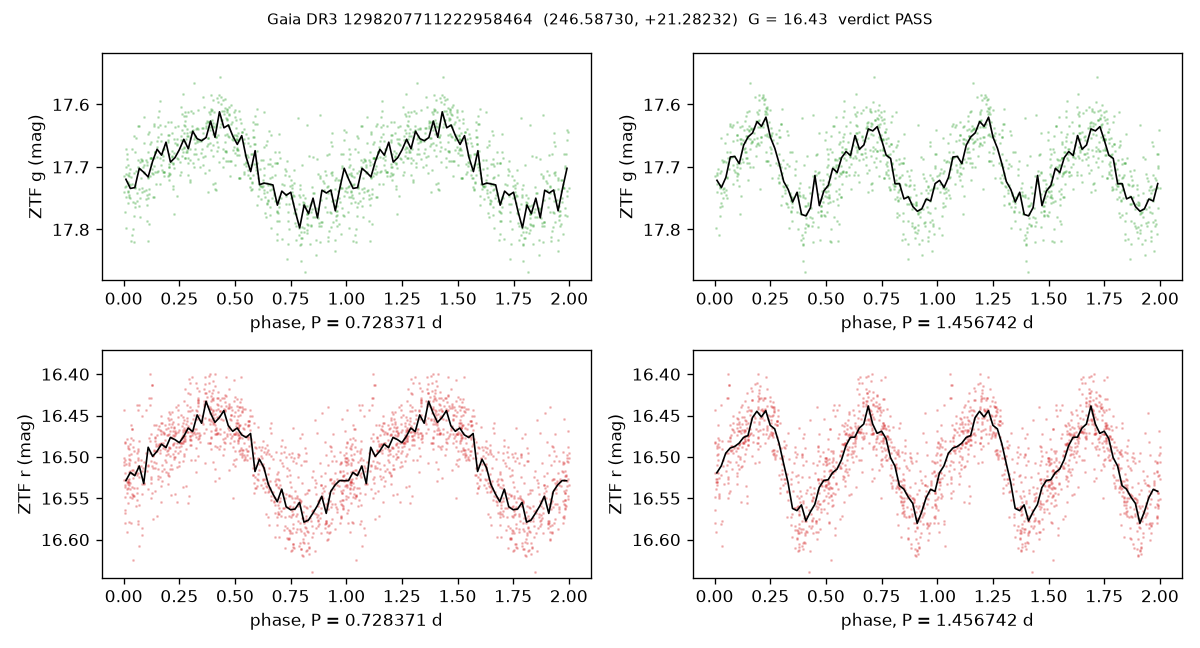 Gaia DR3 1298207711222958464  (246.58730, +21.28232)  G = 16.43  verdict PASS
ZTF g (mag)
17.6
17.7
17.8
0.00 0.25 0.50 0.75 1.00 1.25 1.50 1.75 2.00
phase, P = 0.728371 d
ZTF g (mag)
17.6
17.7
17.8
0.00 0.25 0.50 0.75 1.00 1.25 1.50 1.75 2.00
phase, P = 1.456742 d
ZTF r (mag)
16.40
16.45
16.50
16.55
16.60
0.00 0.25 0.50 0.75 1.00 1.25 1.50 1.75 2.00
phase, P = 0.728371 d
ZTF r (mag)
16.40
16.45
16.50
16.55
16.60
0.00 0.25 0.50 0.75 1.00 1.25 1.50 1.75 2.00
phase, P = 1.456742 d